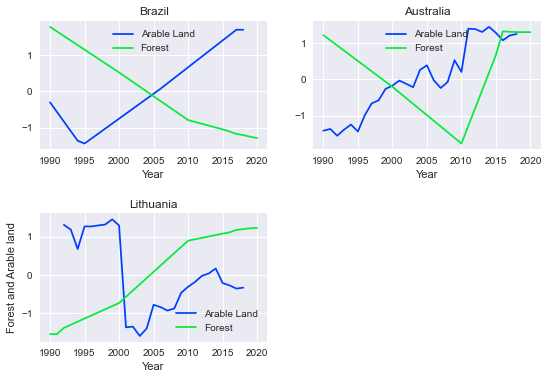 Brazil
Arable Land
Forest
1
0
−1
1990 1995 2000 2005 2010 2015 2020
Year
Australia
Arable Land
Forest
1
0
−1
1990 1995 2000 2005 2010 2015 2020
Year
Lithuania
Forest and Arable land
1
0
−1
Arable Land
Forest
1990 1995 2000 2005 2010 2015 2020
Year